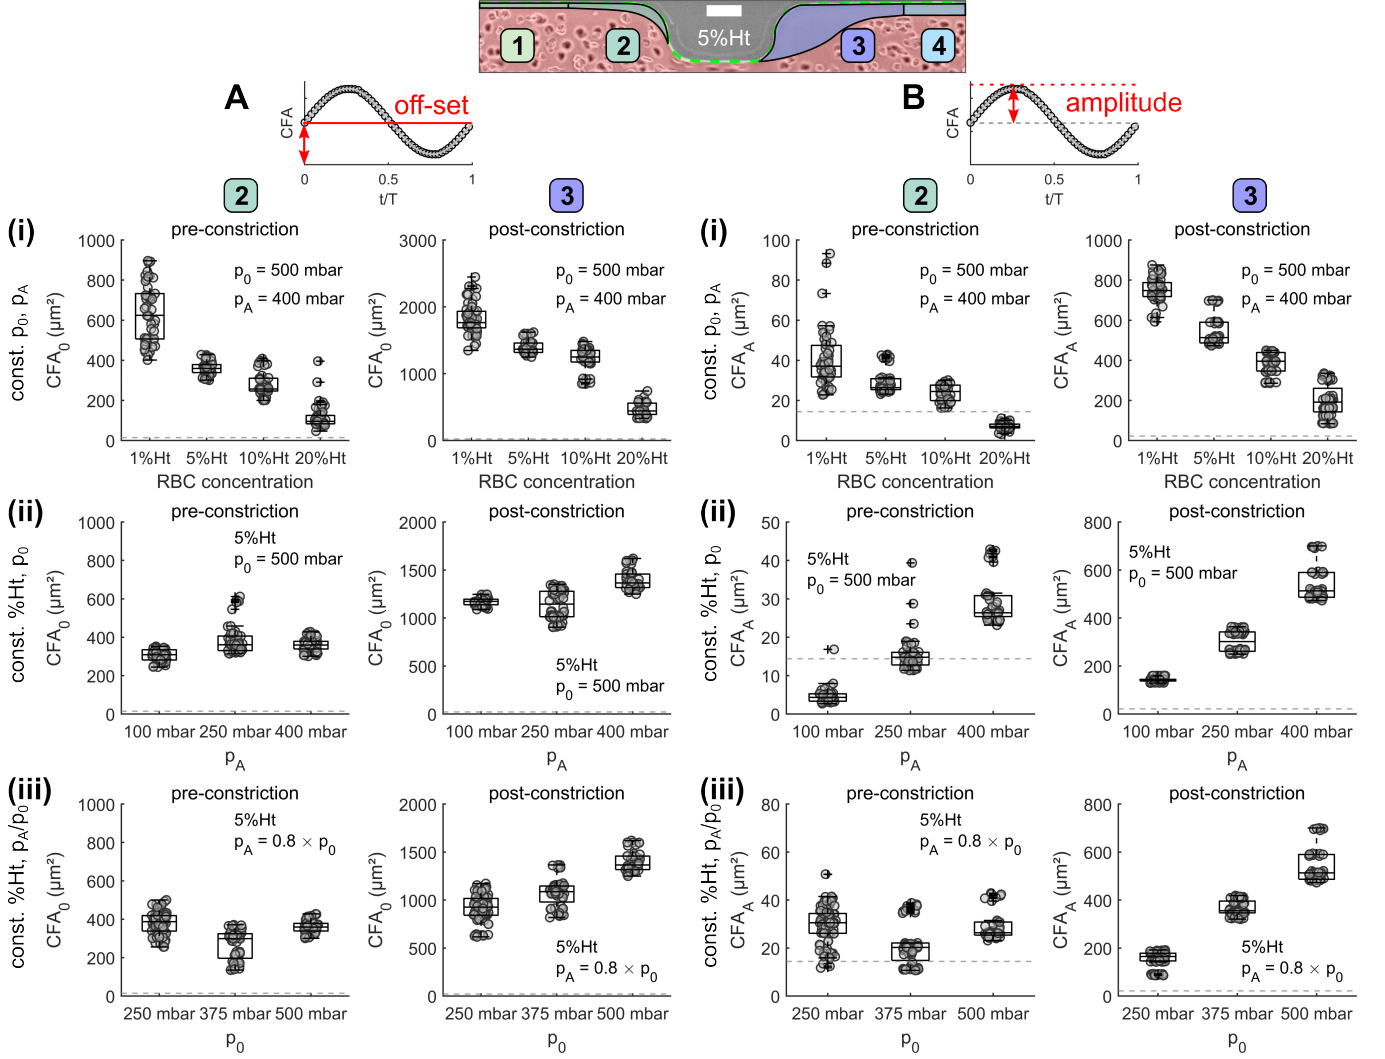 1
2
5%Ht
3
4
A
CFA
off-set
0
0.5
1
t/T
B
CFA
amplitude
0
0.5
1
t/T
2
3
2
3
(i)
const. p0, pA
pre-constriction
p0 = 500 mbar
pA = 400 mbar
CFA0 (µm²)
1000
800
600
400
200
0
1%Ht 5%Ht 10%Ht 20%Ht
RBC concentration
post-constriction
p0 = 500 mbar
pA = 400 mbar
CFA0 (µm²)
3000
2000
1000
0
1%Ht 5%Ht 10%Ht 20%Ht
RBC concentration
(i)
const. p0, pA
pre-constriction
p0 = 500 mbar
pA = 400 mbar
CFAA (µm²)
100
80
60
40
20
0
1%Ht 5%Ht 10%Ht 20%Ht
RBC concentration
post-constriction
p0 = 500 mbar
pA = 400 mbar
CFAA (µm²)
1000
800
600
400
200
0
1%Ht 5%Ht 10%Ht 20%Ht
RBC concentration
(ii)
const. %Ht, p0
pre-constriction
5%Ht
p0 = 500 mbar
CFA0 (µm²)
1000
800
600
400
200
0
100 mbar 250 mbar 400 mbar
pA
post-constriction
5%Ht
p0 = 500 mbar
CFA0 (µm²)
2000
1500
1000
500
0
100 mbar 250 mbar 400 mbar
pA
(ii)
const. %Ht, p0
pre-constriction
5%Ht
p0 = 500 mbar
CFAA (µm²)
50
40
30
20
10
0
100 mbar 250 mbar 400 mbar
pA
post-constriction
5%Ht
p0 = 500 mbar
CFAA (µm²)
800
600
400
200
0
100 mbar 250 mbar 400 mbar
pA
(iii)
const. %Ht, pA/p0
pre-constriction
5%Ht
pA = 0.8 × p0
CFA0 (µm²)
1000
800
600
400
200
0
250 mbar 375 mbar 500 mbar
p0
post-constriction
5%Ht
pA = 0.8 × p0
CFA0 (µm²)
2000
1500
1000
500
0
250 mbar 375 mbar 500 mbar
p0
(iii)
const. %Ht, pA/p0
pre-constriction
5%Ht
pA = 0.8 × p0
CFAA (µm²)
80
60
40
20
0
250 mbar 375 mbar 500 mbar
p0
post-constriction
5%Ht
pA = 0.8 × p0
CFAA (µm²)
800
600
400
200
0
250 mbar 375 mbar 500 mbar
p0